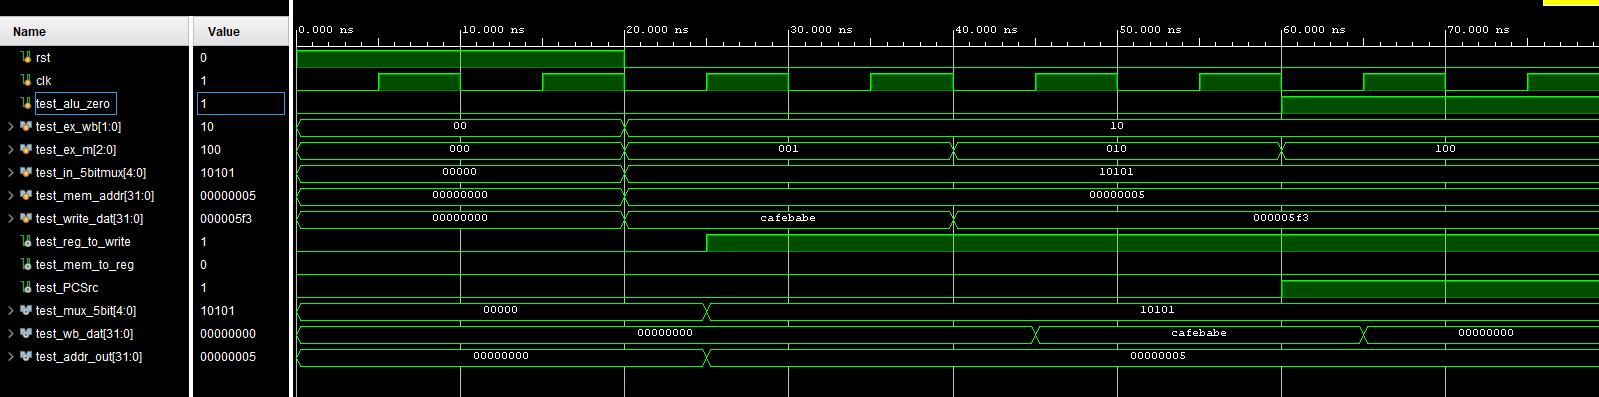 Name Value 0.000 ns 10.000 ns 20.000 ns 30.000 ns 40.000 ns 50.000 ns 60.000 ns 70.000 ns
rst 0
clk 1
test_alu_zero 1
test_ex_wb[1:0] 10 00 10
test_ex_m[2:0] 100 000 001 010 100
test_in_5bitmux[4:0] 10101 00000 10101
test_mem_addr[31:0] 00000005 00000000 00000005
test_write_dat[31:0] 000005f3 00000000 cafebabe 000005f3
test_reg_to_write 1
test_mem_to_reg 0
test_PCSrc 1
test_mux_5bit[4:0] 10101 00000 10101
test_wb_dat[31:0] 00000000 00000000 cafebabe 00000000
test_addr_out[31:0] 00000005 00000000 00000005